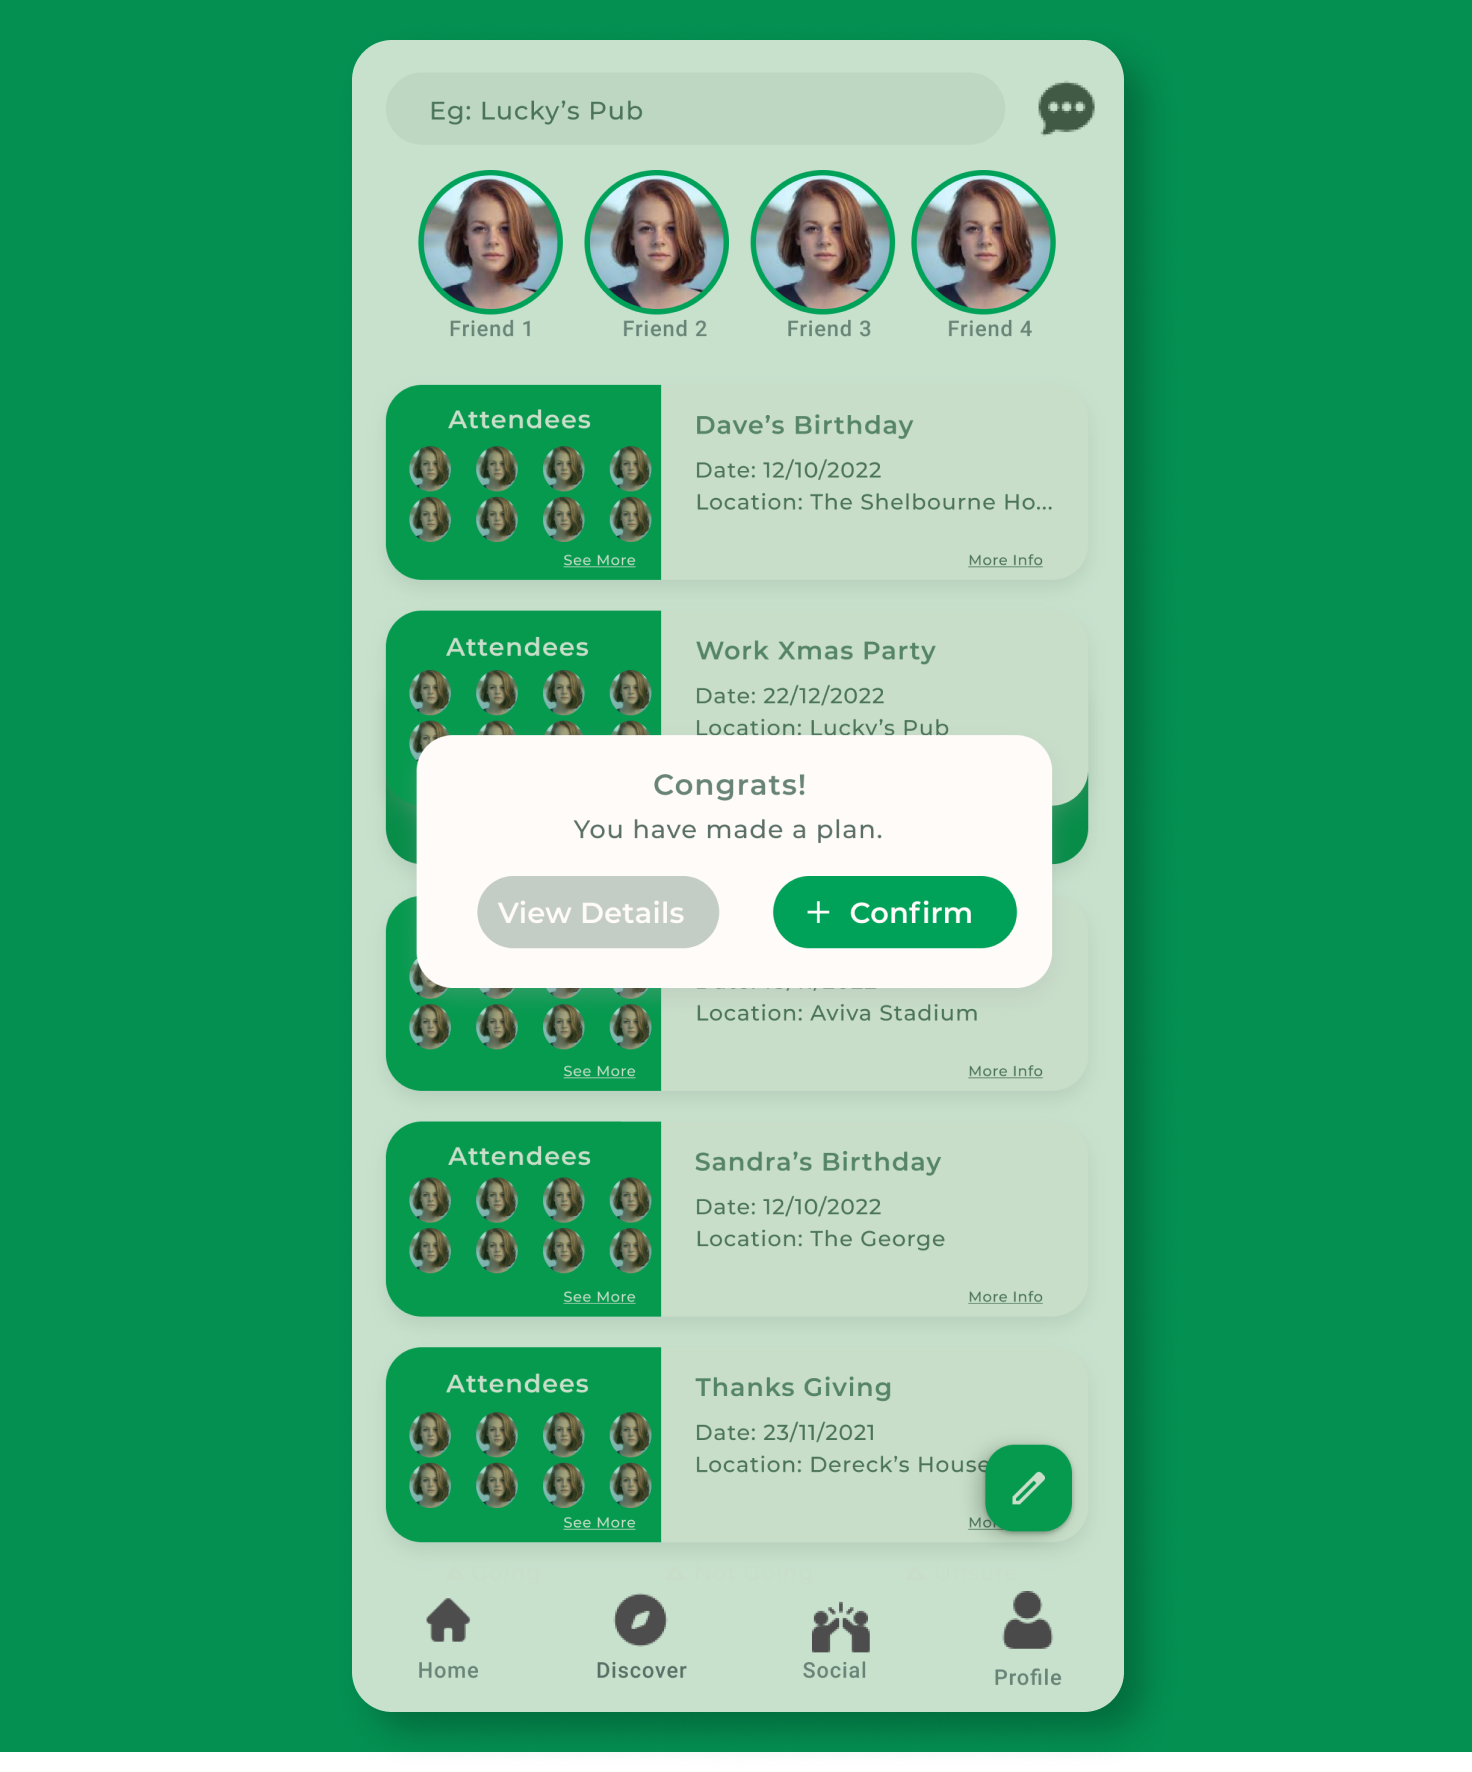 Eg: Lucky’s Pub
Friend 1
Friend 2
Friend 3
Friend 4
Attendees
See More
Dave’s Birthday
Date: 12/10/2022
Location: The Shelbourne Ho...
More Info
Attendees
Work Xmas Party
Date: 22/12/2022
Location: Lucky’s Pub
Congrats!
You have made a plan.
View Details
+ Confirm
Location: Aviva Stadium
See More
More Info
Attendees
See More
Sandra’s Birthday
Date: 12/10/2022
Location: The George
More Info
Attendees
See More
Thanks Giving
Date: 23/11/2021
Location: Dereck’s House
Home
Discover
Social
Profile